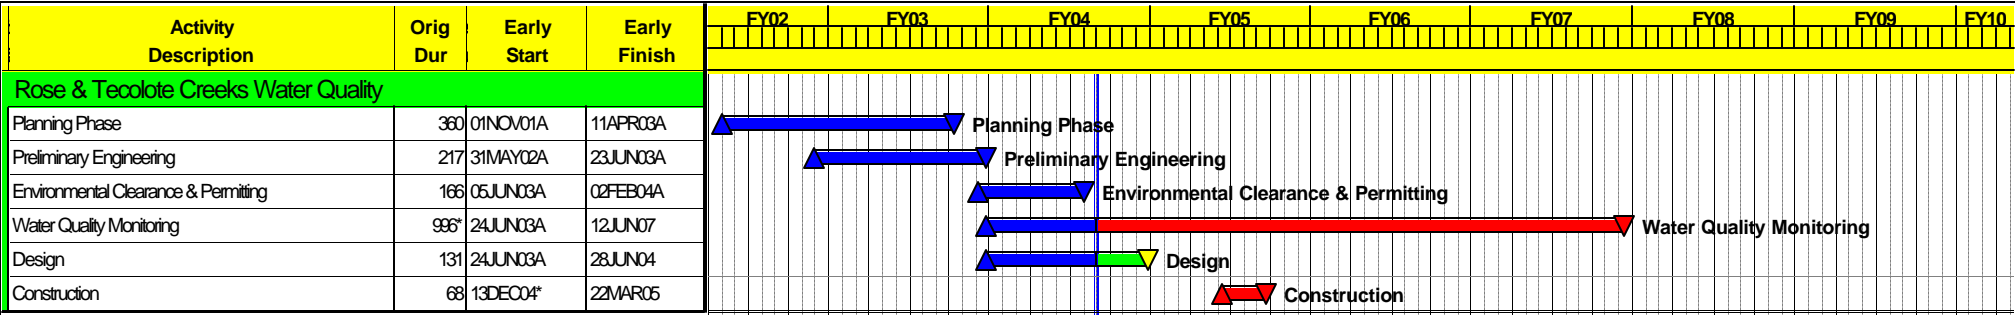 Activity Orig Early Early FY02 FY03 FY04 FY05 FY06 FY07 FY08 FY09 FY10
Description Dur Start Finish
Rose & Tecolote Creeks Water Quality
Planning Phase 360 01NOV01A 11APR03A Planning Phase
Preliminary Engineering 217 31MAY02A 23JUN03A Preliminary Engineering
Environmental Clearance & Permitting 166 05JUN03A 02FEB04A Environmental Clearance & Permitting
Water Quality Monitoring 996* 24JUN03A 12JUN07 Water Quality Monitoring
Design 131 24JUN03A 28JUN04 Design
Construction 68 13DEC04* 22MAR05 Construction